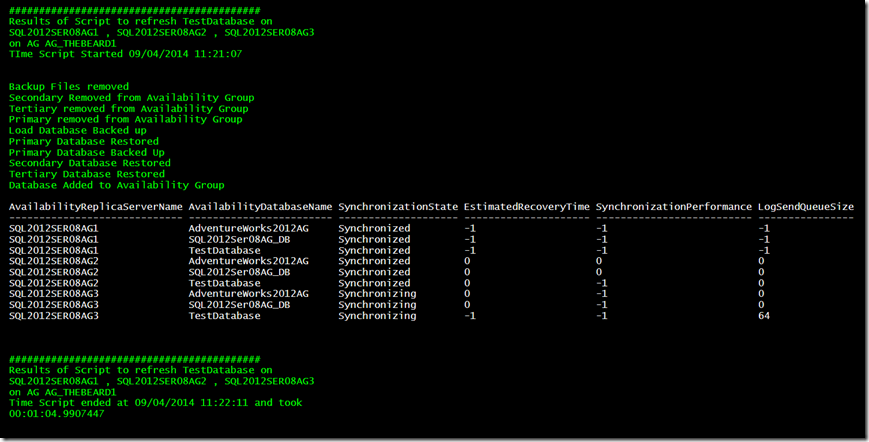 ##########################################
Results of Script to refresh TestDatabase on
SQL2012SER08AG1 , SQL2012SER08AG2 , SQL2012SER08AG3
on AG AG_THEBEARD1
TIme Script Started 09/04/2014 11:21:07
Backup Files removed
Secondary Removed from Availability Group
Tertiary removed from Availability Group
Primary removed from Availability Group
Load Database Backed up
Primary Database Restored
Primary Database Backed Up
Secondary Database Restored
Tertiary Database Restored
Database Added to Availability Group
AvailabilityReplicaServerName AvailabilityDatabaseName SynchronizationState EstimatedRecoveryTime SynchronizationPerformance LogSendQueueSize
----------------------------- ------------------------ -------------------- --------------------- -------------------------- ----------------
SQL2012SER08AG1 AdventureWorks2012AG Synchronized -1 -1 -1
SQL2012SER08AG1 SQL2012Ser08AG_DB Synchronized -1 -1 -1
SQL2012SER08AG1 TestDatabase Synchronized -1 -1 -1
SQL2012SER08AG2 AdventureWorks2012AG Synchronized 0 0 0
SQL2012SER08AG2 SQL2012Ser08AG_DB Synchronized 0 0 0
SQL2012SER08AG2 TestDatabase Synchronized 0 -1 0
SQL2012SER08AG3 AdventureWorks2012AG Synchronizing 0 -1 0
SQL2012SER08AG3 SQL2012Ser08AG_DB Synchronizing 0 -1 0
SQL2012SER08AG3 TestDatabase Synchronizing -1 -1 64
##########################################
Results of Script to refresh TestDatabase on
SQL2012SER08AG1 , SQL2012SER08AG2 , SQL2012SER08AG3
on AG AG_THEBEARD1
Time Script ended at 09/04/2014 11:22:11 and took
00:01:04.9907447